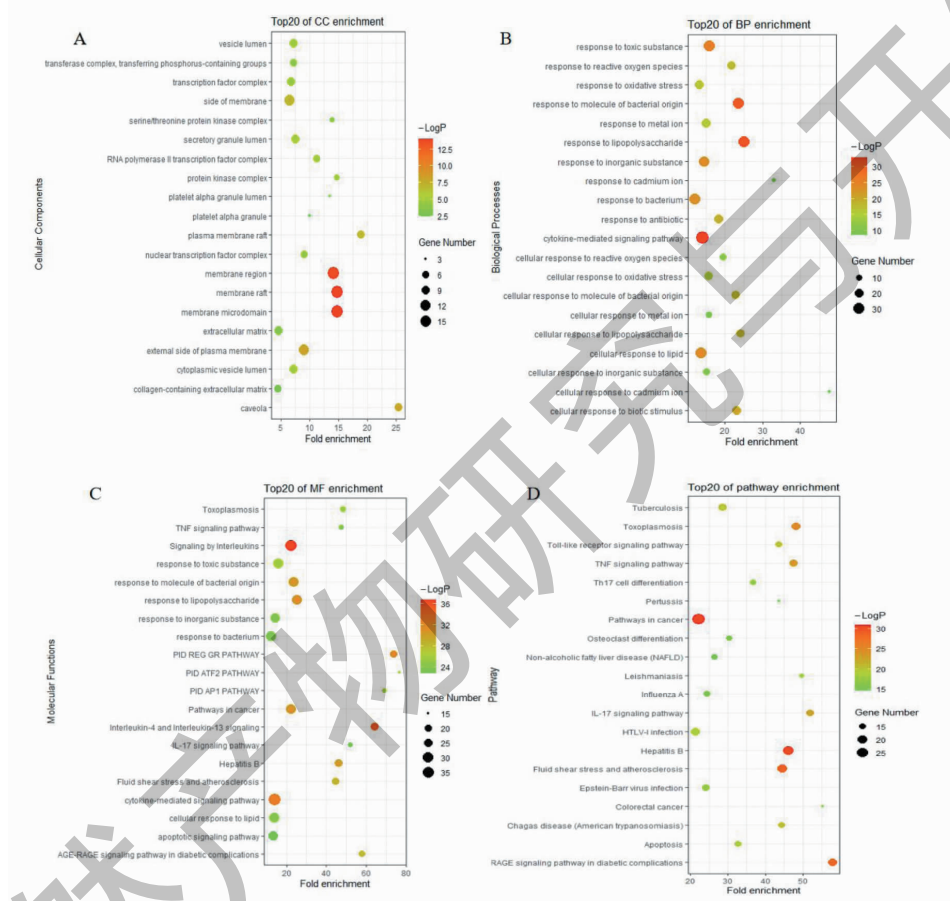 A
Top20 of CC enrichment
vesicle lumen
transferase complex, transferring phosphorus-containing groups
transcription factor complex
side of membrane
serine/threonine protein kinase complex
secretory granule lumen
RNA polymerase II transcription factor complex
protein kinase complex
platelet alpha granule lumen
platelet alpha granule
plasma membrane raft
nuclear transcription factor complex
membrane region
membrane raft
membrane microdomain
extracellular matrix
external side of plasma membrane
cytoplasmic vesicle lumen
collagen-containing extracellular matrix
caveola
Cellular Components
5 10 15 20 25
Fold enrichment
−LogP
12.5
10.0
7.5
5.0
2.5
Gene Number
3
6
9
12
15
B
Top20 of BP enrichment
response to toxic substance
response to reactive oxygen species
response to oxidative stress
response to molecule of bacterial origin
response to metal ion
response to lipopolysaccharide
response to inorganic substance
response to cadmium ion
response to bacterium
response to antibiotic
cytokine-mediated signaling pathway
cellular response to reactive oxygen species
cellular response to oxidative stress
cellular response to molecule of bacterial origin
cellular response to metal ion
cellular response to lipopolysaccharide
cellular response to lipid
cellular response to inorganic substance
cellular response to cadmium ion
cellular response to biotic stimulus
Biological Processes
20 30 40
Fold enrichment
−LogP
30
25
20
15
10
Gene Number
10
20
30
C
Top20 of MF enrichment
Toxoplasmosis
TNF signaling pathway
Signaling by Interleukins
response to toxic substance
response to molecule of bacterial origin
response to lipopolysaccharide
response to inorganic substance
response to bacterium
PID REG GR PATHWAY
PID ATF2 PATHWAY
PID AP1 PATHWAY
Pathways in cancer
Interleukin-4 and Interleukin-13 signaling
IL-17 signaling pathway
Hepatitis B
Fluid shear stress and atherosclerosis
cytokine-mediated signaling pathway
cellular response to lipid
apoptotic signaling pathway
AGE-RAGE signaling pathway in diabetic complications
Molecular Functions
20 40 60 80
Fold enrichment
−LogP
36
32
28
24
Gene Number
15
20
25
30
35
D
Top20 of pathway enrichment
Tuberculosis
Toxoplasmosis
Toll-like receptor signaling pathway
TNF signaling pathway
Th17 cell differentiation
Pertussis
Pathways in cancer
Osteoclast differentiation
Non-alcoholic fatty liver disease (NAFLD)
Leishmaniasis
Influenza A
IL-17 signaling pathway
HTLV-I infection
Hepatitis B
Fluid shear stress and atherosclerosis
Epstein-Barr virus infection
Colorectal cancer
Chagas disease (American trypanosomiasis)
Apoptosis
RAGE signaling pathway in diabetic complications
Pathway
20 30 40 50
Fold enrichment
−LogP
30
25
20
15
Gene Number
15
20
25
然产物研究与开